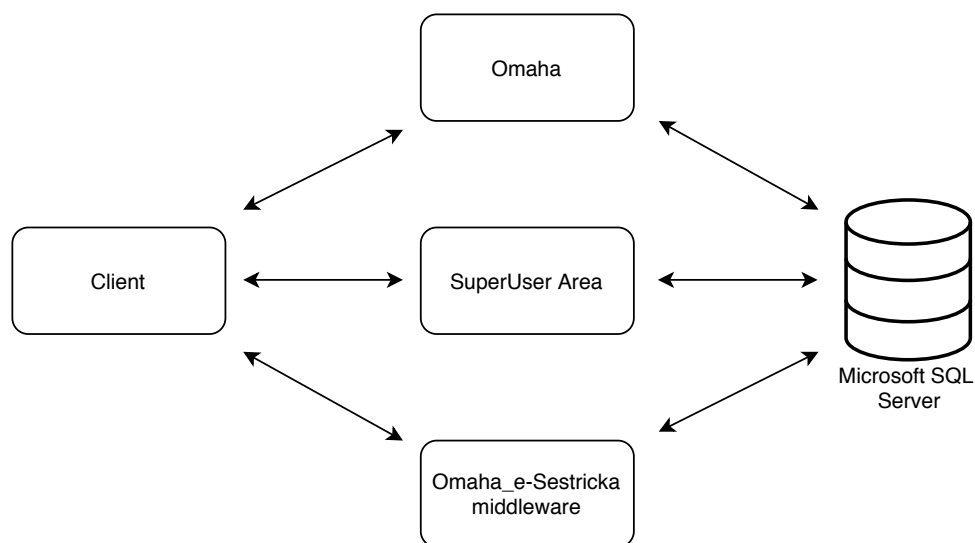 Omaha
Client
SuperUser Area
Microsoft SQL
Server
Omaha_e-Sestricka
middleware